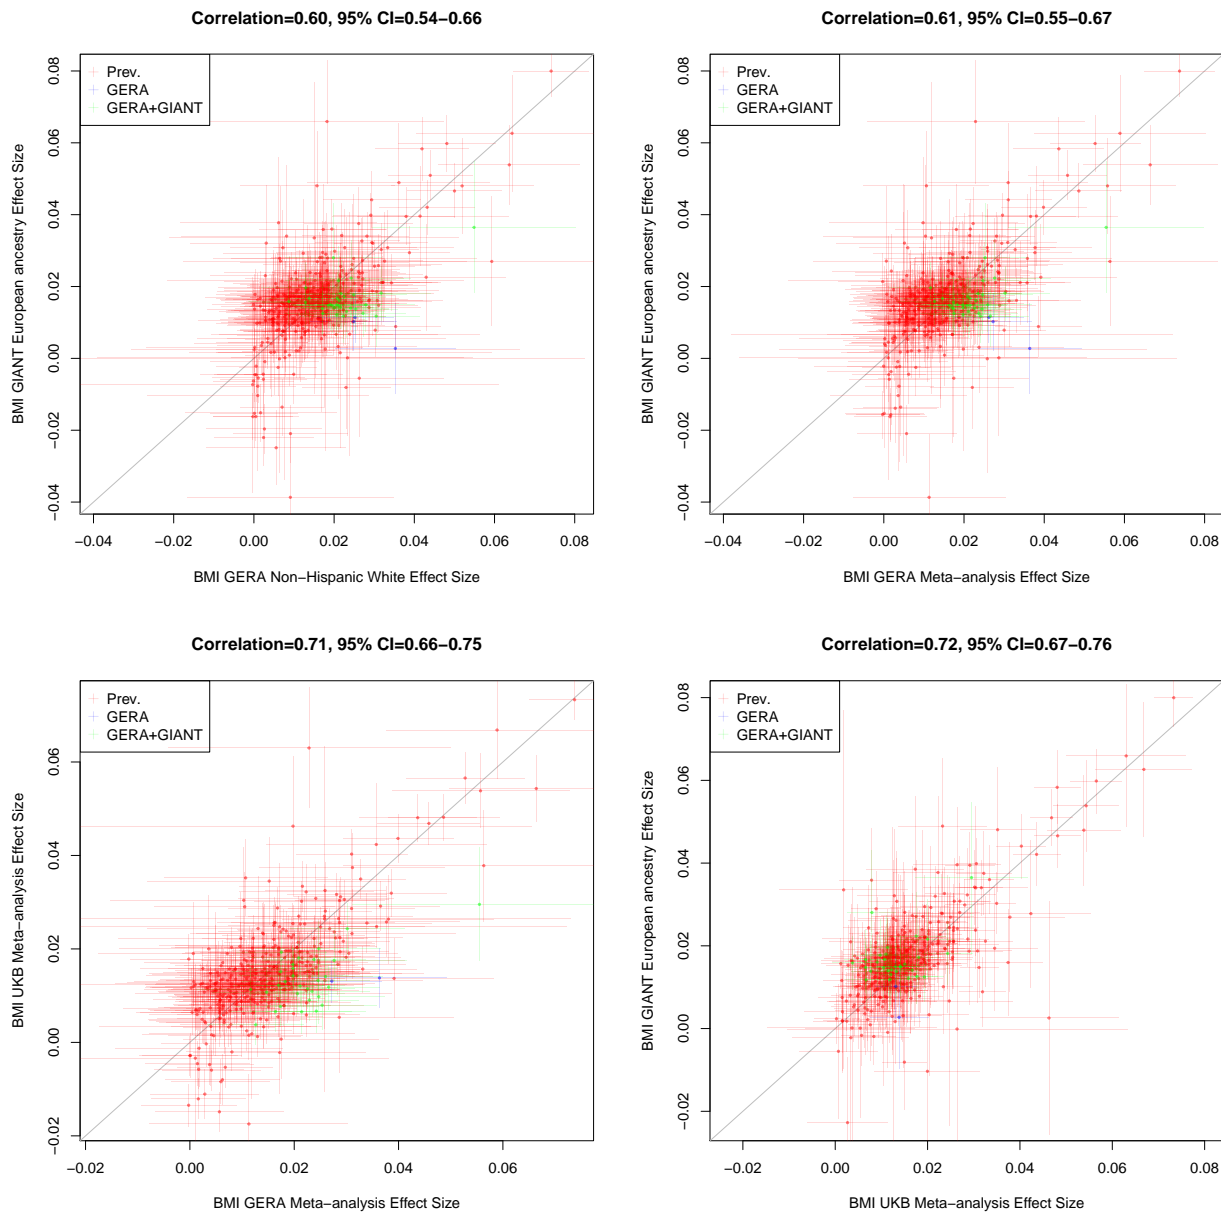 Correlation=0.60, 95% CI=0.54−0.66
Prev.
GERA
GERA+GIANT
0.08
0.06
0.04
0.02
0.00
−0.02
−0.04
BMI GIANT European ancestry Effect Size
−0.04 −0.02 0.00 0.02 0.04 0.06 0.08
BMI GERA Non−Hispanic White Effect Size
Correlation=0.61, 95% CI=0.55−0.67
Prev.
GERA
GERA+GIANT
0.08
0.06
0.04
0.02
0.00
−0.02
−0.04
BMI GIANT European ancestry Effect Size
−0.04 −0.02 0.00 0.02 0.04 0.06 0.08
BMI GERA Meta−analysis Effect Size
Correlation=0.71, 95% CI=0.66−0.75
Prev.
GERA
GERA+GIANT
0.06
0.04
0.02
0.00
−0.02
BMI UKB Meta−analysis Effect Size
−0.02 0.00 0.02 0.04 0.06
BMI GERA Meta−analysis Effect Size
Correlation=0.72, 95% CI=0.67−0.76
Prev.
GERA
GERA+GIANT
0.08
0.06
0.04
0.02
0.00
−0.02
BMI GIANT European ancestry Effect Size
−0.02 0.00 0.02 0.04 0.06 0.08
BMI UKB Meta−analysis Effect Size